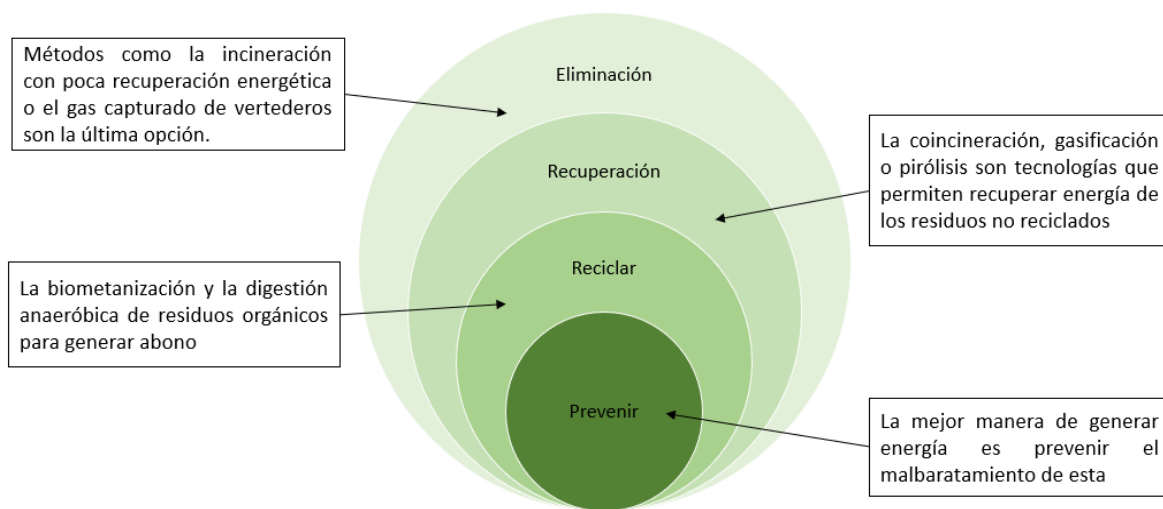 Métodos como la incineración
con poca recuperación energética
o el gas capturado de vertederos
son la última opción.
Eliminación
La coincineración, gasificación
o pirólisis son tecnologías que
permiten recuperar energía de
los residuos no reciclados
Recuperación
Reciclar
La biometanización y la digestión
anaeróbica de residuos orgánicos
para generar abono
Prevenir
La mejor manera de generar
energía es prevenir el
malbaratamiento de esta